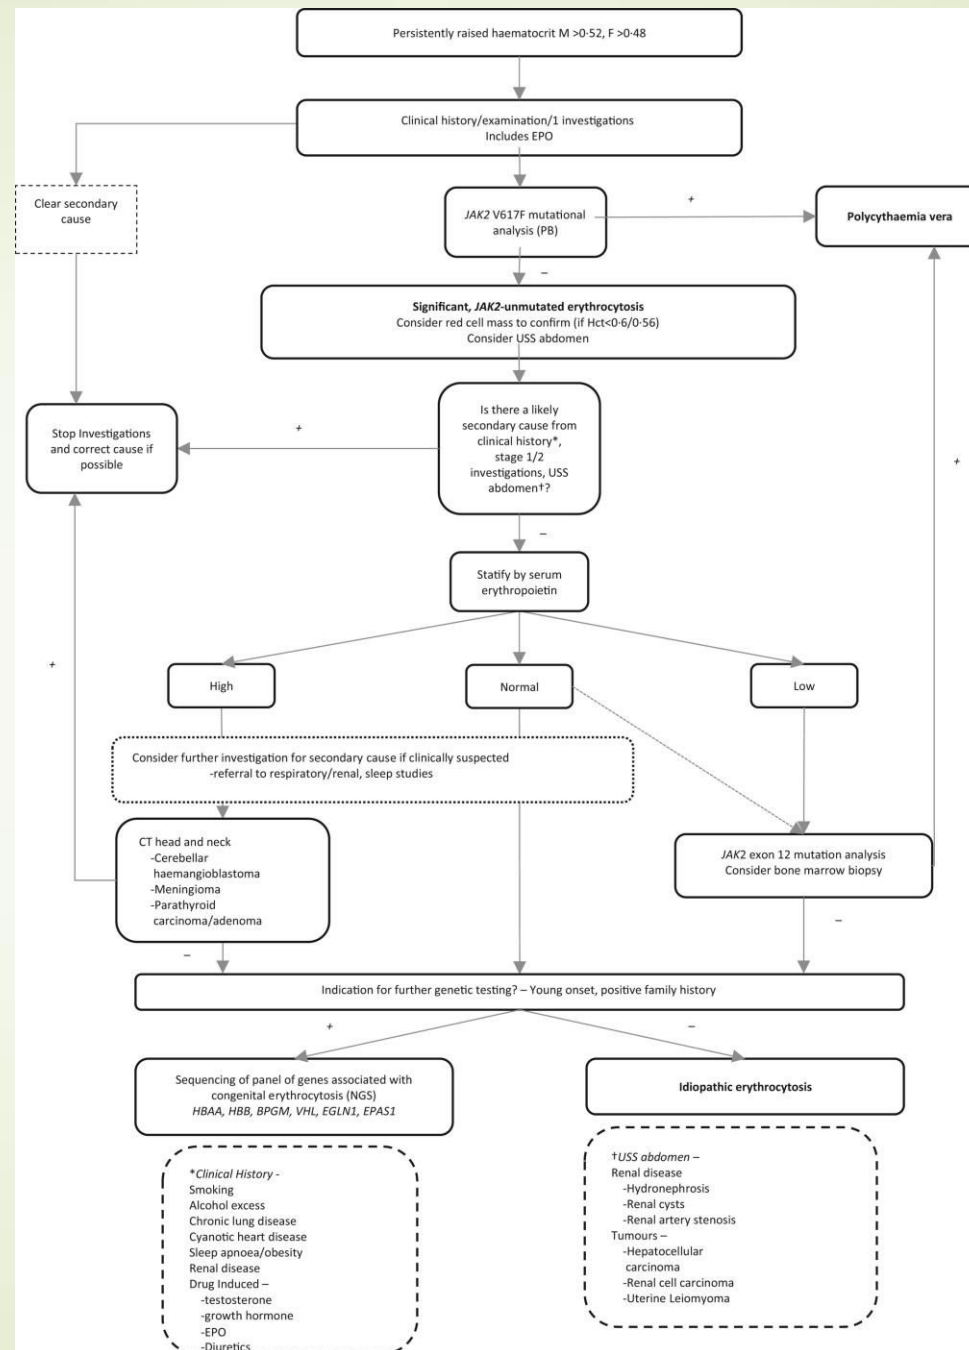 Persistently raised haematocrit M >0·52, F >0·48
Clinical history/examination/1 investigations
Includes EPO
Clear secondary
cause
JAK2 V617F mutational
analysis (PB)
+
Polycythaemia vera
–
Significant, JAK2-unmutated erythrocytosis
Consider red cell mass to confirm (if Hct<0·6/0·56)
Consider USS abdomen
Stop Investigations
and correct cause if
possible
+
Is there a likely
secondary cause from
clinical history*,
stage 1/2
investigations, USS
abdomen†?
+
–
Statify by serum
erythropoietin
+
High
Normal
Low
Consider further investigation for secondary cause if clinically suspected
-referral to respiratory/renal, sleep studies
CT head and neck
-Cerebellar
haemangioblastoma
-Meningioma
-Parathyroid
carcinoma/adenoma
JAK2 exon 12 mutation analysis
Consider bone marrow biopsy
–
–
Indication for further genetic testing? – Young onset, positive family history
+
–
Sequencing of panel of genes associated with
congenital erythrocytosis (NGS)
HBAA, HBB, BPGM, VHL, EGLN1, EPAS1
Idiopathic erythrocytosis
*Clinical History -
Smoking
Alcohol excess
Chronic lung disease
Cyanotic heart disease
Sleep apnoea/obesity
Renal disease
Drug Induced –
-testosterone
-growth hormone
-EPO
-Diuretics
†USS abdomen –
Renal disease
-Hydronephrosis
-Renal cysts
-Renal artery stenosis
Tumours –
-Hepatocellular
carcinoma
-Renal cell carcinoma
-Uterine Leiomyoma